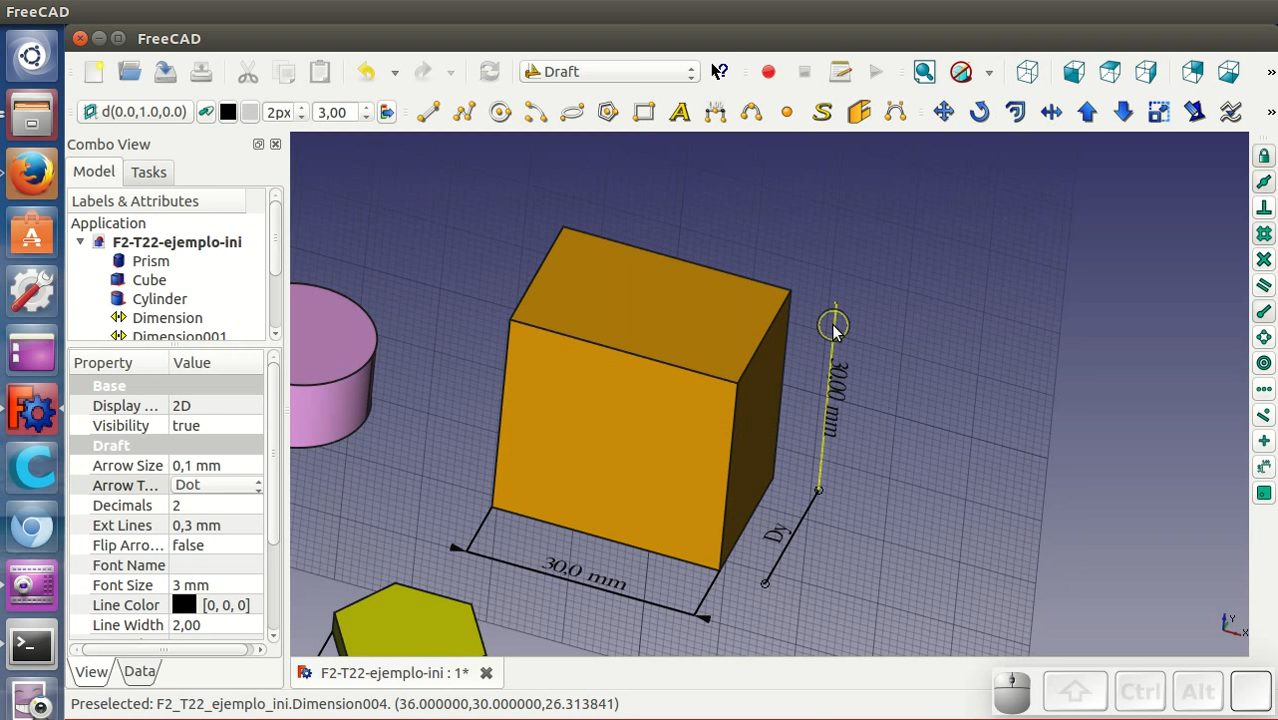 FreeCAD
FreeCAD
Draft
d(0.0,1.0,0.0)
2px
3,00
Combo View
Model
Tasks
Labels & Attributes
Application
F2-T22-ejemplo-ini
Prism
Cube
Cylinder
Dimension
Dimension001
Property
Value
Base
Display ...
2D
Visibility
true
Draft
Arrow Size
0,1 mm
Arrow T...
Dot
Decimals
2
Ext Lines
0,3 mm
Flip Arro...
false
Font Name
Font Size
3 mm
Line Color
[0, 0, 0]
Line Width
2,00
View
Data
30.00 mm
Dy
30.0 mm
Y
X
F2-T22-ejemplo-ini : 1*
Ctrl
Alt
Preselected: F2_T22_ejemplo_ini.Dimension004. (36.000000,30.000000,26.313841)